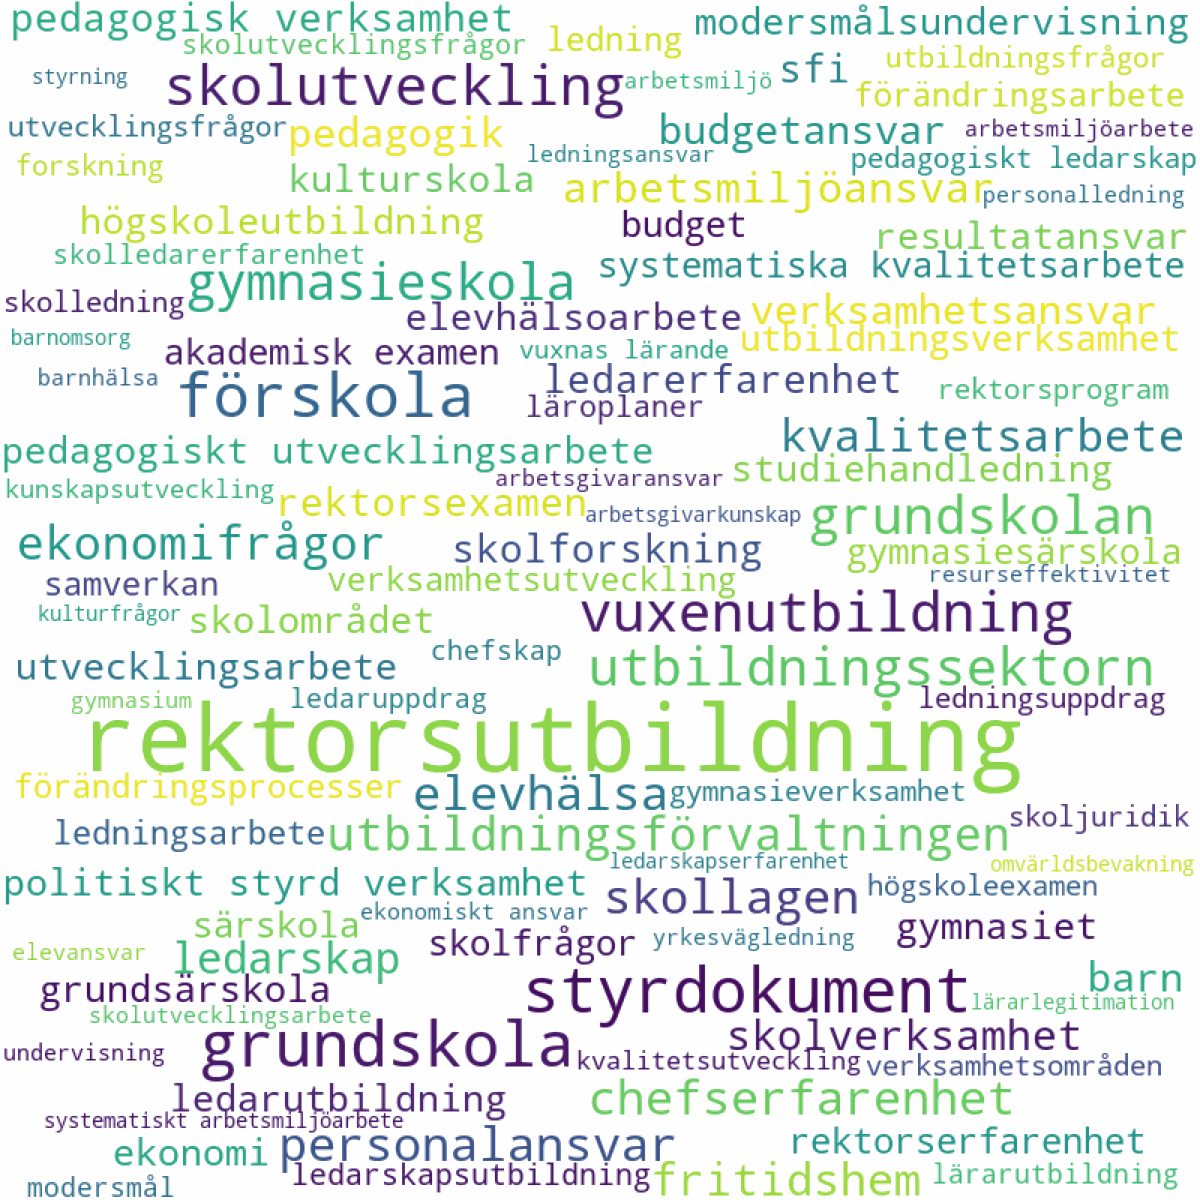 pedagogisk verksamhet
modersmålsundervisning
skolutvecklingsfrågor
ledning
utbildningsfrågor
styrning
skolutveckling
arbetsmiljö
sfi
förändringsarbete
utvecklingsfrågor
pedagogik
budgetansvar
arbetsmiljöarbete
forskning
ledningsansvar
pedagogiskt ledarskap
kulturskola
arbetsmiljöansvar
personalledning
högskoleutbildning
budget
resultatansvar
skolledarerfarenhet
gymnasieskola
systematiska kvalitetsarbete
skolledning
elevhälsoarbete
verksamhetsansvar
barnomsorg
akademisk examen
vuxnas lärande
utbildningsverksamhet
barnhälsa
förskola
ledarerfarenhet
rektorsprogram
läroplaner
kvalitetsarbete
pedagogiskt utvecklingsarbete
studiehandledning
kunskapsutveckling
arbetsgivaransvar
rektorsexamen
arbetsgivarkunskap
grundskolan
ekonomifrågor
skolforskning
gymnasiesärskola
samverkan
verksamhetsutveckling
resurseffektivitet
kulturfrågor
skolområdet
vuxenutbildning
utvecklingsarbete
chefskap
utbildningssektorn
gymnasium
ledaruppdrag
ledningsuppdrag
rektorsutbildning
förändringsprocesser
elevhälsa
gymnasieverksamhet
ledningsarbete
utbildningsförvaltningen
skoljuridik
ledarskapserfarenhet
omvärldsbevakning
politiskt styrd verksamhet
skollagen
högskoleexamen
särskola
ekonomiskt ansvar
gymnasiet
elevansvar
ledarskap
skolfrågor
yrkesvägledning
grundsärskola
styrdokument
barn
lärarlegitimation
skolutvecklingsarbete
grundskola
skolverksamhet
undervisning
kvalitetsutveckling
verksamhetsområden
ledarutbildning
chefserfarenhet
systematiskt arbetsmiljöarbete
ekonomi
personalansvar
rektorserfarenhet
ledarskapsutbildning
fritidshem
lärarutbildning
modersmål